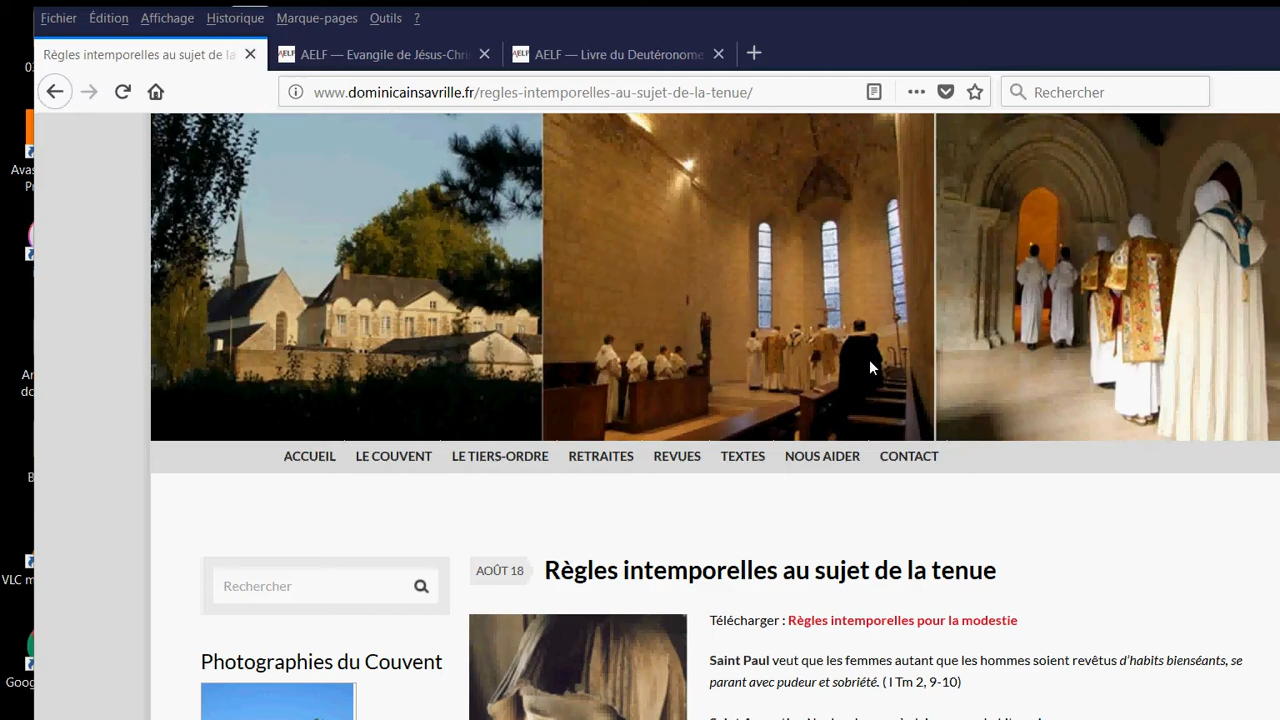 Fichier Édition Affichage Historique Marque-pages Outils ?
Règles intemporelles au sujet de la
AELF — Evangile de Jésus-Chri
AELF — Livre du Deutéronome
www.dominicainsavrille.fr/regles-intemporelles-au-sujet-de-la-tenue/
Rechercher
ACCUEIL LE COUVENT LE TIERS-ORDRE RETRAITES REVUES TEXTES NOUS AIDER CONTACT
Rechercher
AOÛT 18
Règles intemporelles au sujet de la tenue
Télécharger : Règles intemporelles pour la modestie
Photographies du Couvent
Saint Paul veut que les femmes autant que les hommes soient revêtus d'habits bienséants, se
parant avec pudeur et sobriété. ( I Tm 2, 9-10)
VLC m
Goog
Avas